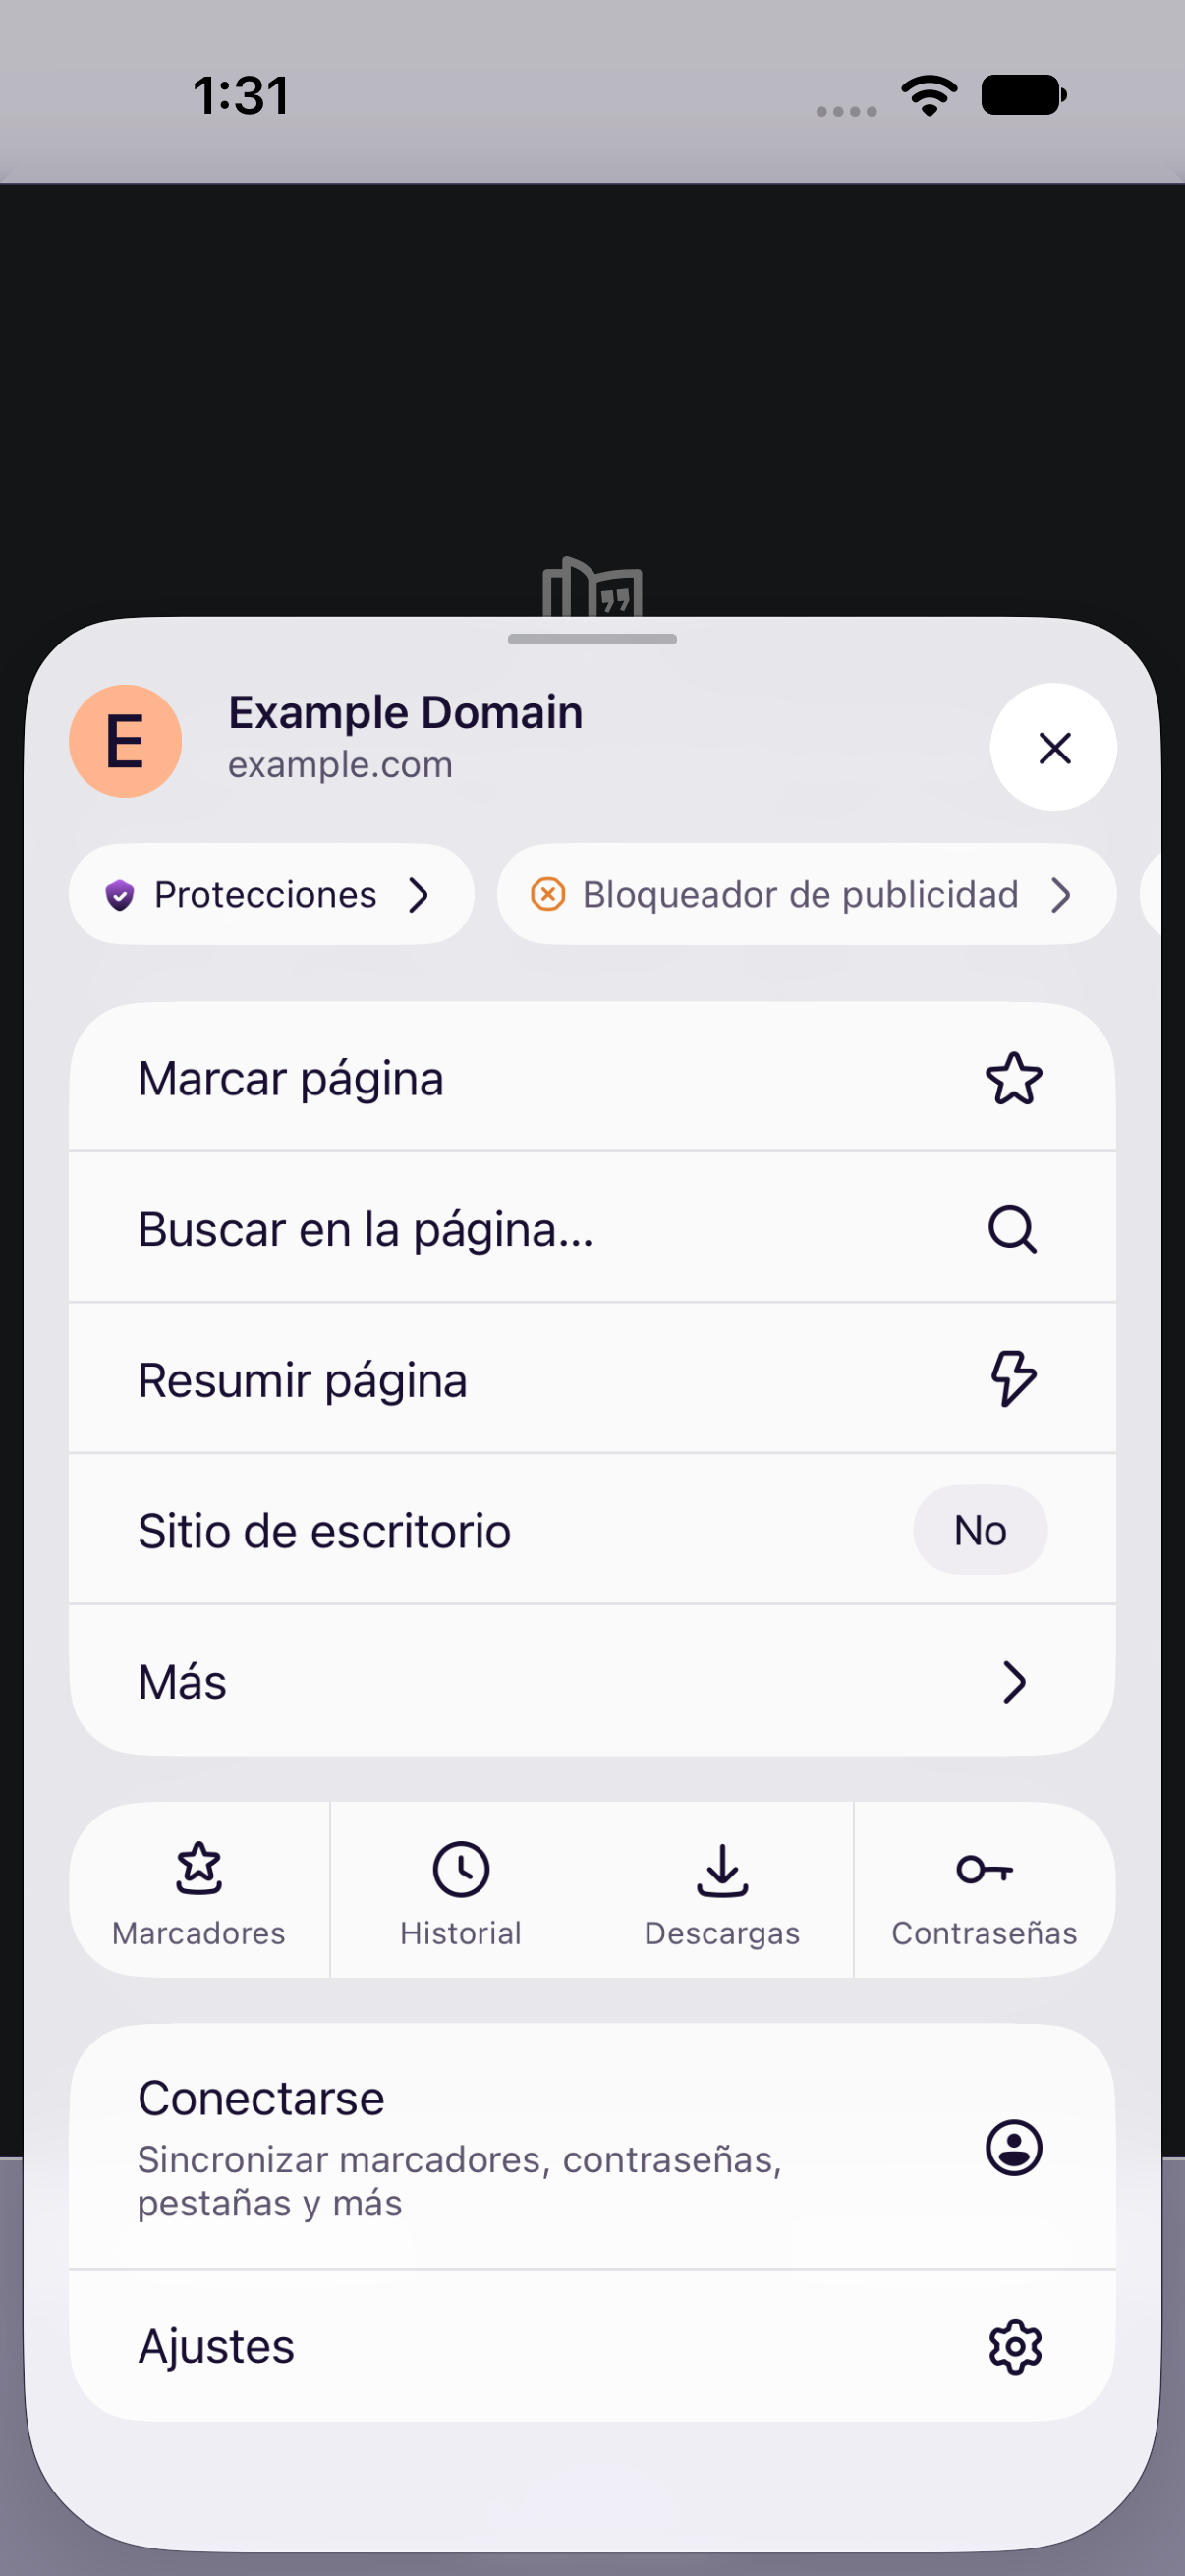 1:31
E
Example Domain
example.com
Protecciones
Bloqueador de publicidad
Marcar página
Buscar en la página...
Resumir página
Sitio de escritorio
No
Más
Marcadores
Historial
Descargas
Contraseñas
Conectarse
Sincronizar marcadores, contraseñas,
pestañas y más
Ajustes